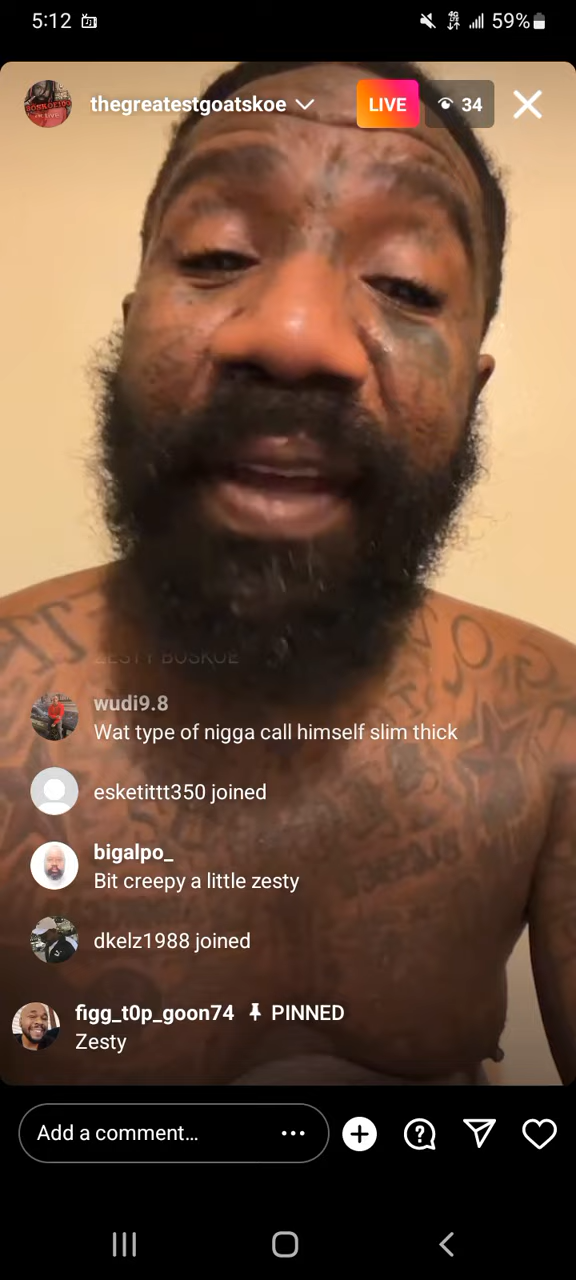 5:12
59%
thegreatestgoatskoe
LIVE
34
ZESTY BOSKOE
wudi9.8
Wat type of nigga call himself slim thick
esketittt350 joined
bigalpo_
Bit creepy a little zesty
dkelz1988 joined
figg_t0p_goon74 PINNED
Zesty
Add a comment...